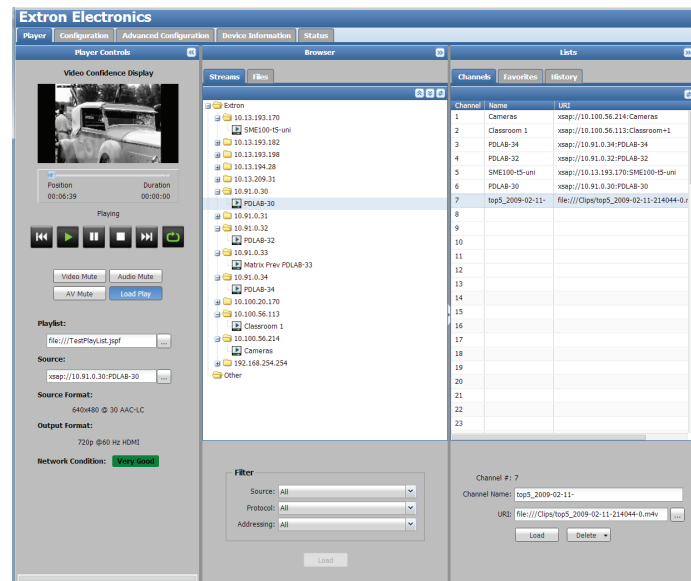 Extron Electronics
Player Configuration Advanced Configuration Device Information Status
Player Controls
Video Confidence Display
Position Duration
00:06:39 00:00:00
Playing
Video Mute Audio Mute
AV Mute Load Play
Playlist:
file:///TestPlayList.jspf ...
Source:
xsap://10.91.0.30:PDLAB-30 ...
Source Format:
640x480 @ 30 AAC-LC
Output Format:
720p @60 Hz HDMI
Network Condition: Very Good
Browser
Streams Files
Extron
10.13.193.170
SME100-t5-uni
10.13.193.182
10.13.193.198
10.13.194.28
10.13.209.31
10.91.0.30
PDLAB-30
10.91.0.31
10.91.0.32
PDLAB-32
10.91.0.33
Matrix Prev PDLAB-33
10.91.0.34
PDLAB-34
10.100.20.170
10.100.56.113
Classroom 1
10.100.56.214
Cameras
192.168.254.254
Other
Filter
Source: All
Protocol: All
Addressing: All
Load
Lists
Channels Favorites History
Channel Name URI
1 Cameras xsap://10.100.56.214:Cameras
2 Classroom 1 xsap://10.100.56.113:Classroom+1
3 PDLAB-34 xsap://10.91.0.34:PDLAB-34
4 PDLAB-32 xsap://10.91.0.32:PDLAB-32
5 SME100-t5-uni xsap://10.13.193.170:SME100-t5-uni
6 PDLAB-30 xsap://10.91.0.30:PDLAB-30
7 top5_2009-02-11- file:///Clips/top5_2009-02-11-214044-0.r
8
9
10
11
12
13
14
15
16
17
18
19
20
21
22
23
Channel #: 7
Channel Name: top5_2009-02-11-
URI: file:///Clips/top5_2009-02-11-214044-0.m4v ...
Load Delete